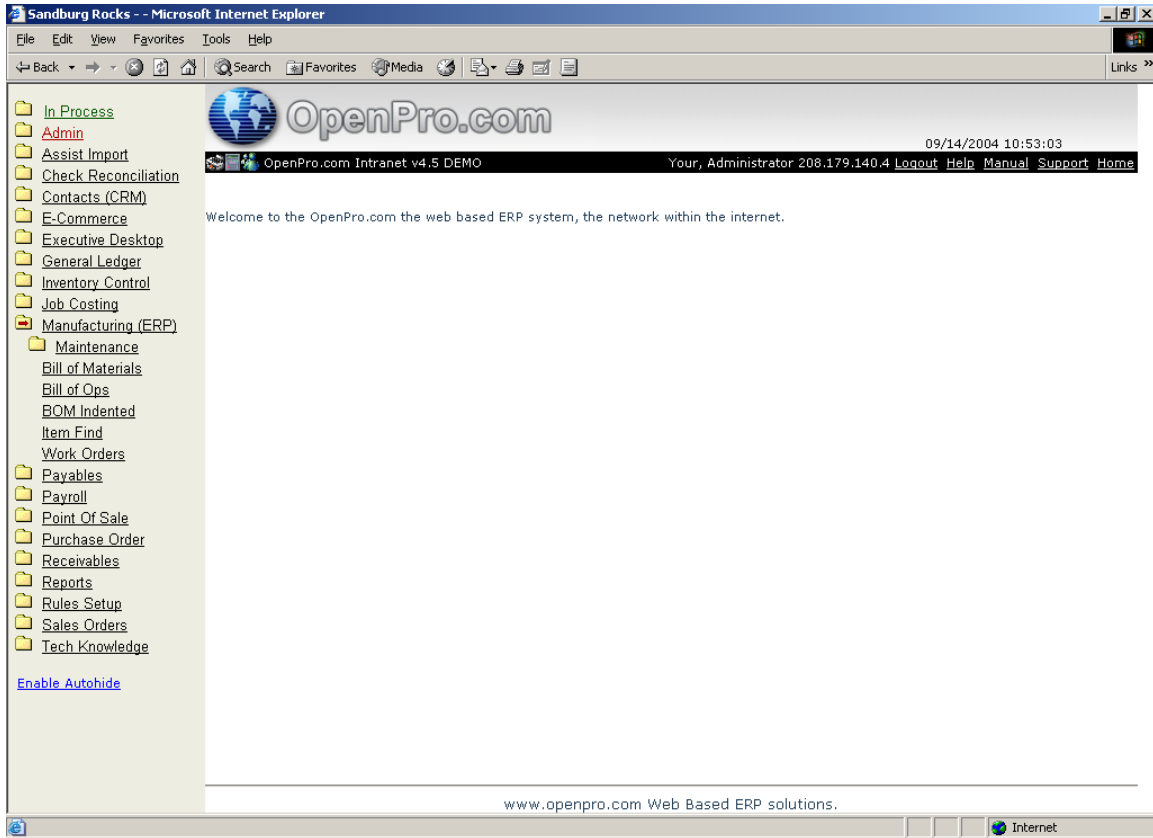 Sandburg Rocks - - Microsoft Internet Explorer
File Edit View Favorites Tools Help
Back Search Favorites Media Links »
In Process
Admin
Assist Import
Check Reconciliation
Contacts (CRM)
E-Commerce
Executive Desktop
General Ledger
Inventory Control
Job Costing
Manufacturing (ERP)
Maintenance
Bill of Materials
Bill of Ops
BOM Indented
Item Find
Work Orders
Payables
Payroll
Point Of Sale
Purchase Order
Receivables
Reports
Rules Setup
Sales Orders
Tech Knowledge
Enable Autohide
OpenPro.com
09/14/2004 10:53:03
OpenPro.com Intranet v4.5 DEMO Your, Administrator 208.179.140.4 Logout Help Manual Support Home
Welcome to the OpenPro.com the web based ERP system, the network within the internet.
www.openpro.com Web Based ERP solutions.
Internet